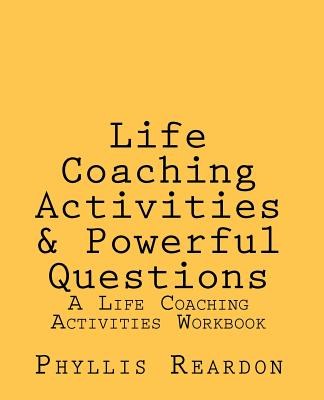 Life
Coaching
Activities
& Powerful
Questions
A Life Coaching
Activities Workbook
Phyllis Reardon